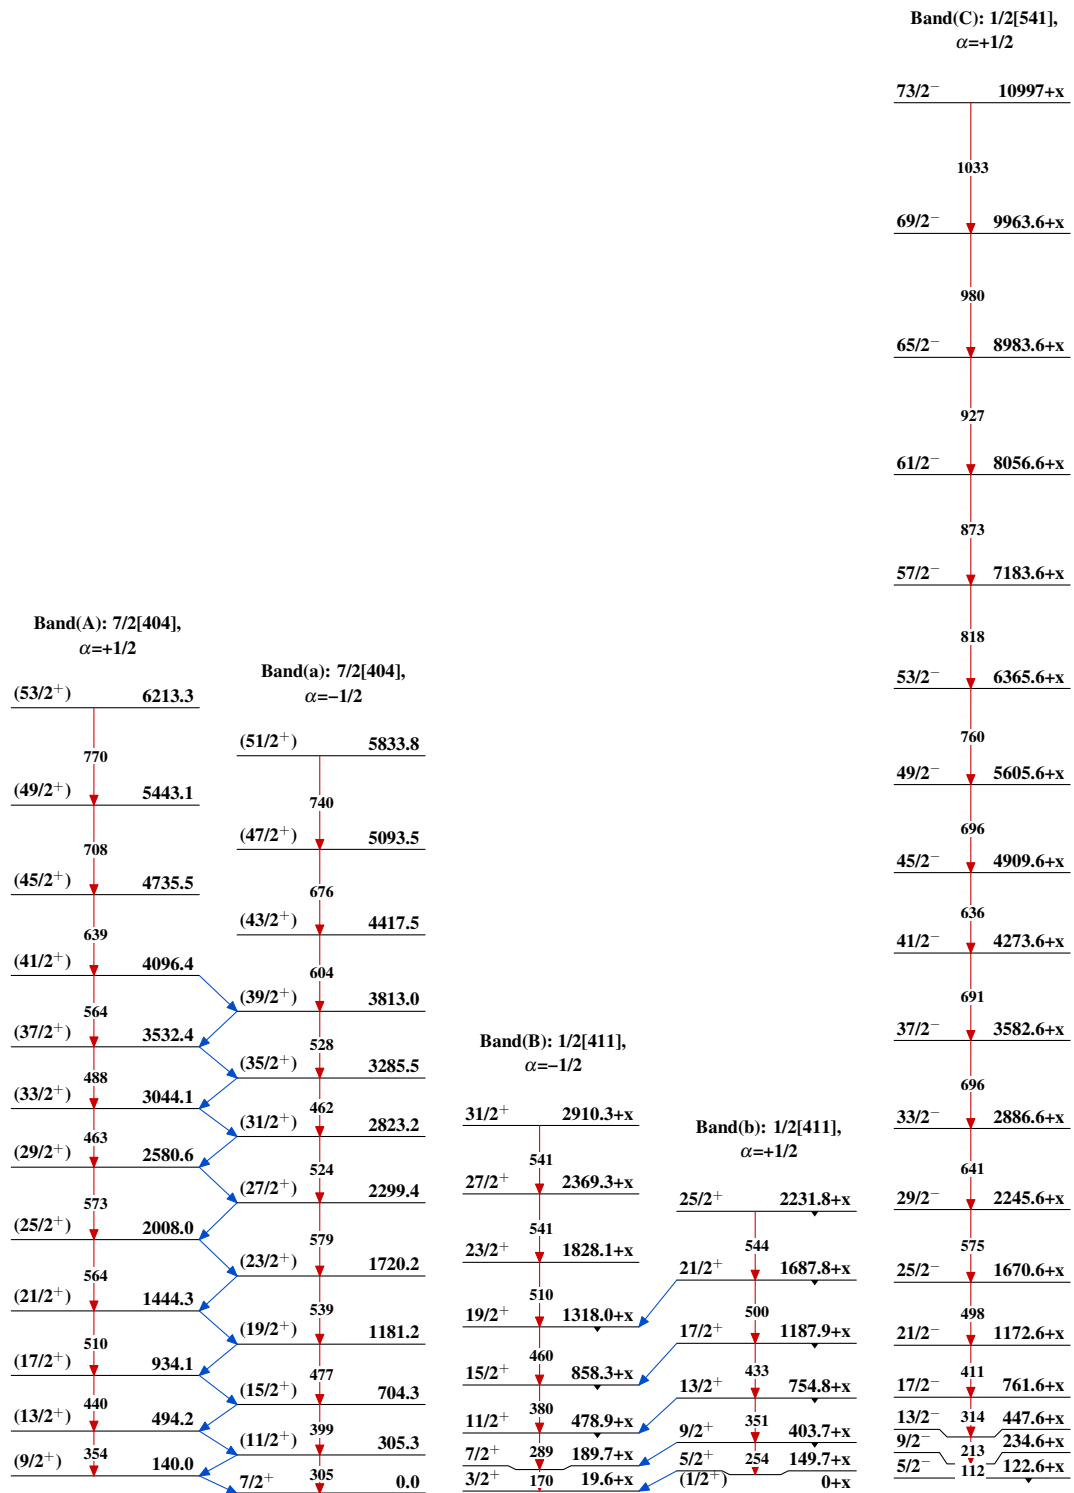 Band(A): 7/2[404],
α=+1/2
(53/2⁺) 6213.3
770
(49/2⁺) 5443.1
708
(45/2⁺) 4735.5
639
(41/2⁺) 4096.4
564
(37/2⁺) 3532.4
488
(33/2⁺) 3044.1
463
(29/2⁺) 2580.6
573
(25/2⁺) 2008.0
564
(21/2⁺) 1444.3
510
(17/2⁺) 934.1
440
(13/2⁺) 494.2
354
(9/2⁺) 140.0
Band(a): 7/2[404],
α=−1/2
(51/2⁺) 5833.8
740
(47/2⁺) 5093.5
676
(43/2⁺) 4417.5
604
(39/2⁺) 3813.0
528
(35/2⁺) 3285.5
462
(31/2⁺) 2823.2
524
(27/2⁺) 2299.4
579
(23/2⁺) 1720.2
539
(19/2⁺) 1181.2
477
(15/2⁺) 704.3
399
(11/2⁺) 305.3
305
7/2⁺ 0.0
Band(B): 1/2[411],
α=−1/2
31/2⁺ 2910.3+x
541
27/2⁺ 2369.3+x
541
23/2⁺ 1828.1+x
510
19/2⁺ 1318.0+x
460
15/2⁺ 858.3+x
380
11/2⁺ 478.9+x
289
7/2⁺ 189.7+x
170
3/2⁺ 19.6+x
Band(b): 1/2[411],
α=+1/2
25/2⁺ 2231.8+x
544
21/2⁺ 1687.8+x
500
17/2⁺ 1187.9+x
433
13/2⁺ 754.8+x
351
9/2⁺ 403.7+x
254
5/2⁺ 149.7+x
(1/2⁺) 0+x
Band(C): 1/2[541],
α=+1/2
73/2⁻ 10997+x
1033
69/2⁻ 9963.6+x
980
65/2⁻ 8983.6+x
927
61/2⁻ 8056.6+x
873
57/2⁻ 7183.6+x
818
53/2⁻ 6365.6+x
760
49/2⁻ 5605.6+x
696
45/2⁻ 4909.6+x
636
41/2⁻ 4273.6+x
691
37/2⁻ 3582.6+x
696
33/2⁻ 2886.6+x
641
29/2⁻ 2245.6+x
575
25/2⁻ 1670.6+x
498
21/2⁻ 1172.6+x
411
17/2⁻ 761.6+x
314
13/2⁻ 447.6+x
213
9/2⁻ 234.6+x
112
5/2⁻ 122.6+x